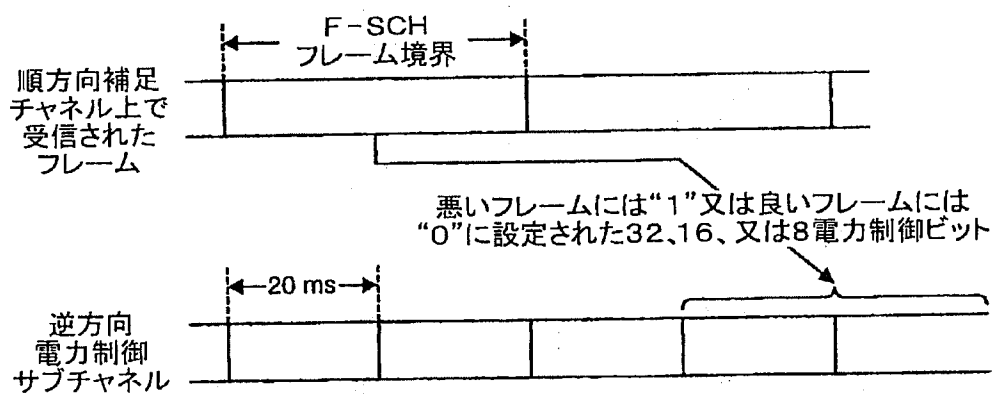 F-SCH
フレーム境界
順方向補足
チャネル上で
受信された
フレーム
悪いフレームには“1”又は良いフレームには
“0”に設定された32、16、又は8電力制御ビット
20 ms
逆方向
電力制御
サブチャネル